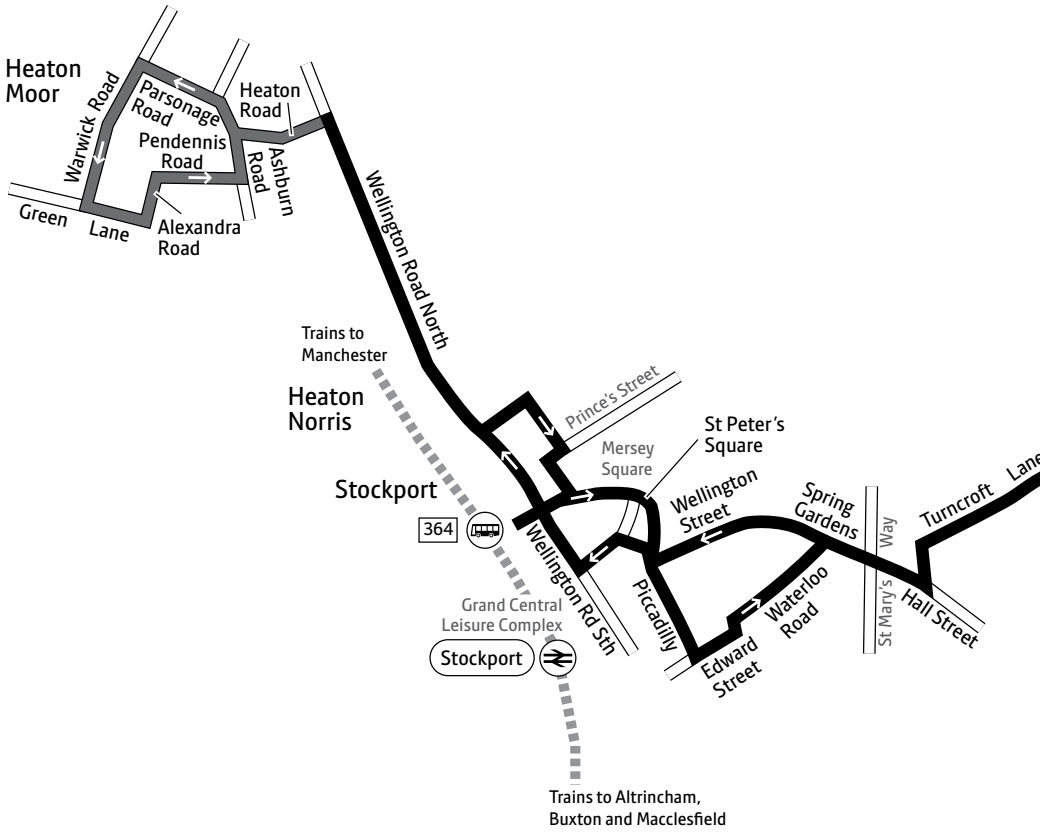 Heaton
Moor
Warwick Road
Parsonage
Road
Heaton
Road
Pendennis
Road
Ashburn
Road
Green
Lane
Alexandra
Road
Wellington Road North
Trains to
Manchester
Heaton
Norris
Prince's Street
St Peter's
Square
Mersey
Square
Stockport
364
Wellington
Street
Spring
Gardens
Turncroft Lane
St Mary's Way
Wellington Rd Sth
Piccadilly
Waterloo
Road
Hall Street
Grand Central
Leisure Complex
Stockport
Edward
Street
Trains to Altrincham,
Buxton and Macclesfield